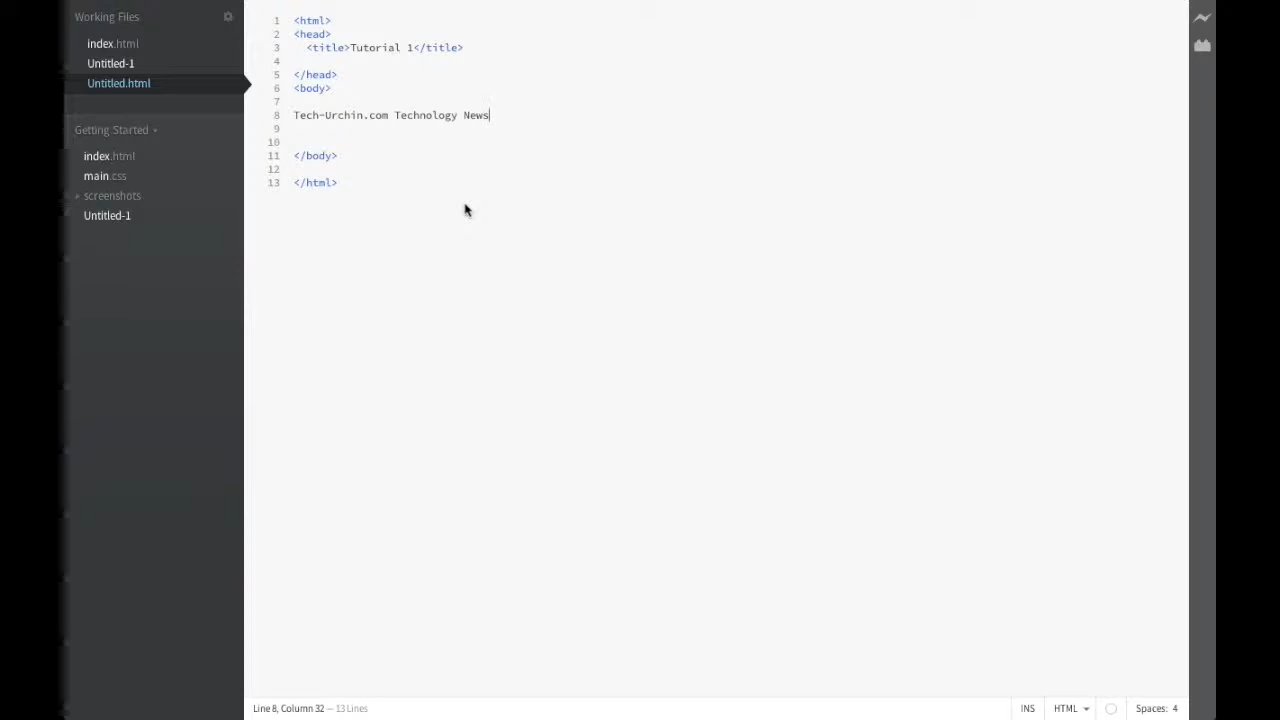 Working Files
index.html
Untitled-1
Untitled.html
Getting Started
index.html
main.css
screenshots
Untitled-1
1 <html>
2 <head>
3 <title>Tutorial 1</title>
4
5 </head>
6 <body>
7
8 Tech-Urchin.com Technology News
9
10
11 </body>
12
13 </html>
Line 8, Column 32 — 13 Lines
INS HTML Spaces: 4